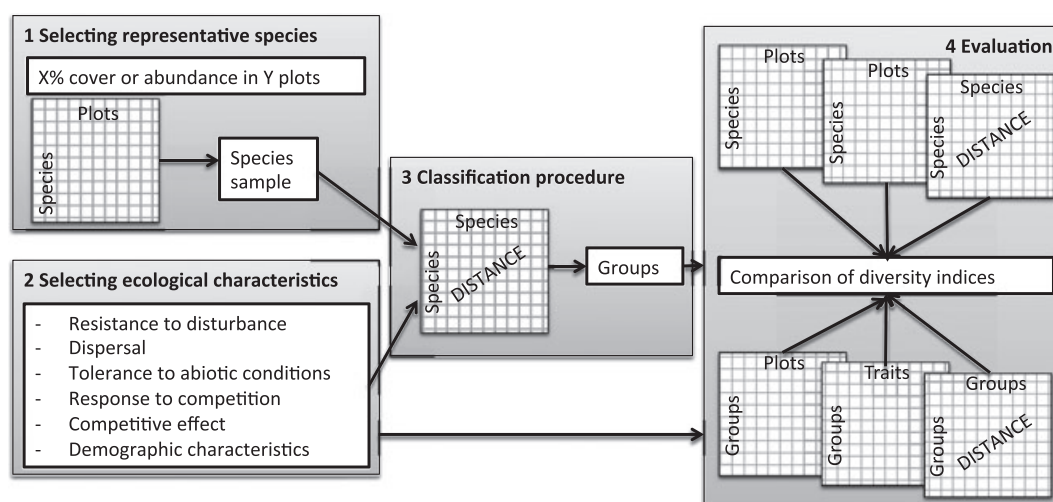 1 Selecting representative species
X% cover or abundance in Y plots
Plots
Species
Species
sample
2 Selecting ecological characteristics
- Resistance to disturbance
- Dispersal
- Tolerance to abiotic conditions
- Response to competition
- Competitive effect
- Demographic characteristics
3 Classification procedure
Species
Species
DISTANCE
Groups
4 Evaluation
Plots
Species
Plots
Species
Species
Species
DISTANCE
Comparison of diversity indices
Plots
Groups
Traits
Groups
Groups
Groups
DISTANCE